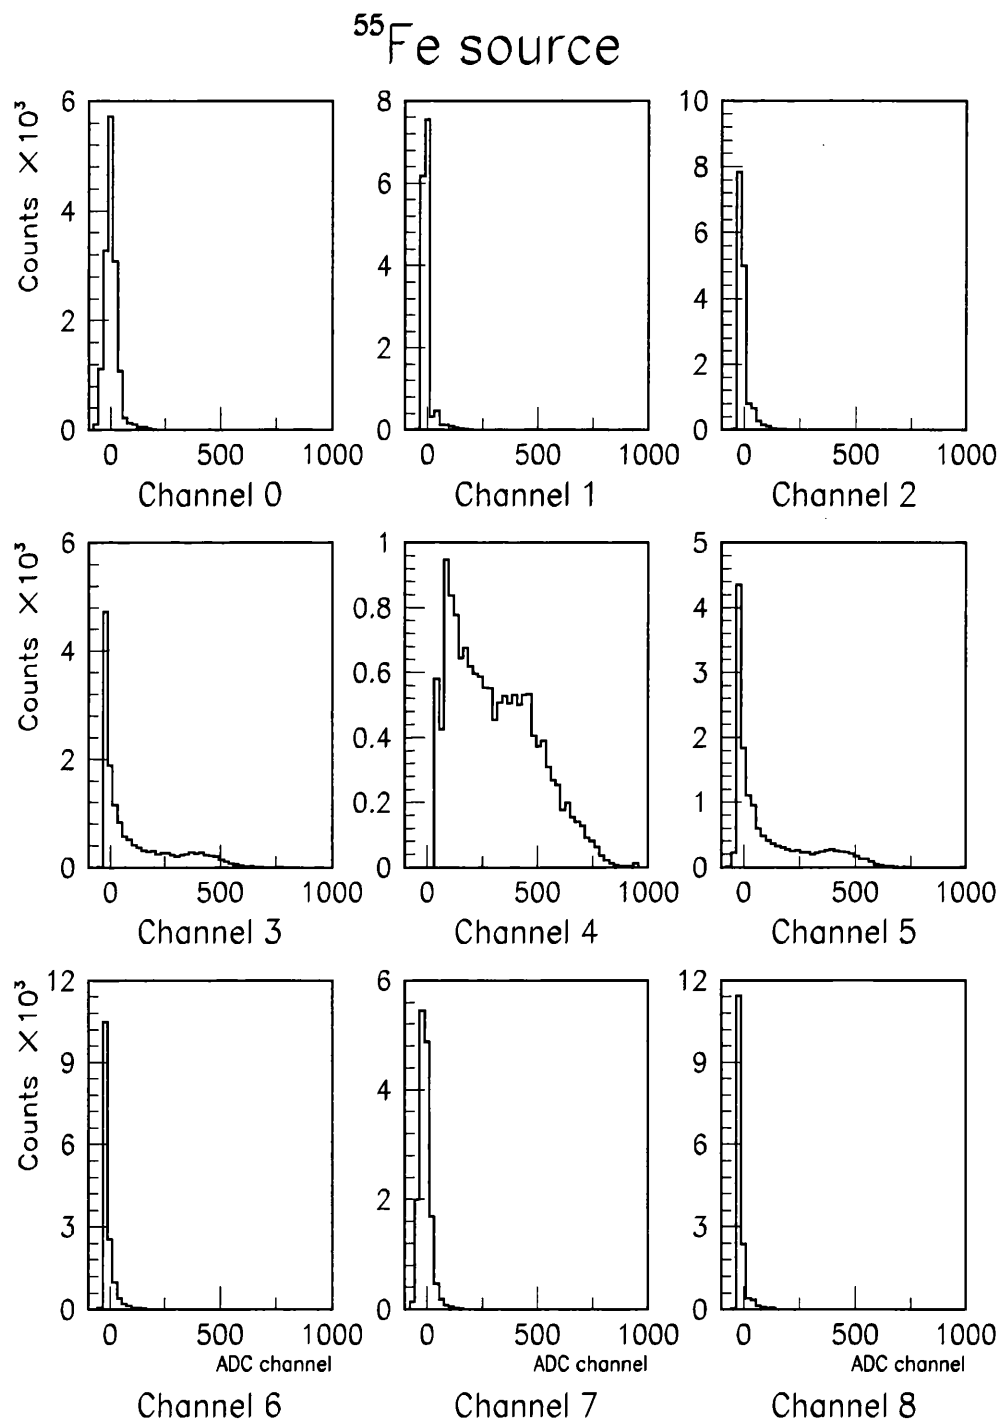 ⁵⁵Fe source
Counts ×10³
6
4
2
0
0 500 1000
Channel 0
8
6
4
2
0
0 500 1000
Channel 1
10
8
6
4
2
0
0 500 1000
Channel 2
Counts ×10³
6
4
2
0
0 500 1000
Channel 3
1
0.8
0.6
0.4
0.2
0
0 500 1000
Channel 4
5
4
3
2
1
0
0 500 1000
Channel 5
Counts ×10³
12
9
6
3
0
0 500 1000
ADC channel
Channel 6
6
4
2
0
0 500 1000
ADC channel
Channel 7
12
9
6
3
0
0 500 1000
ADC channel
Channel 8